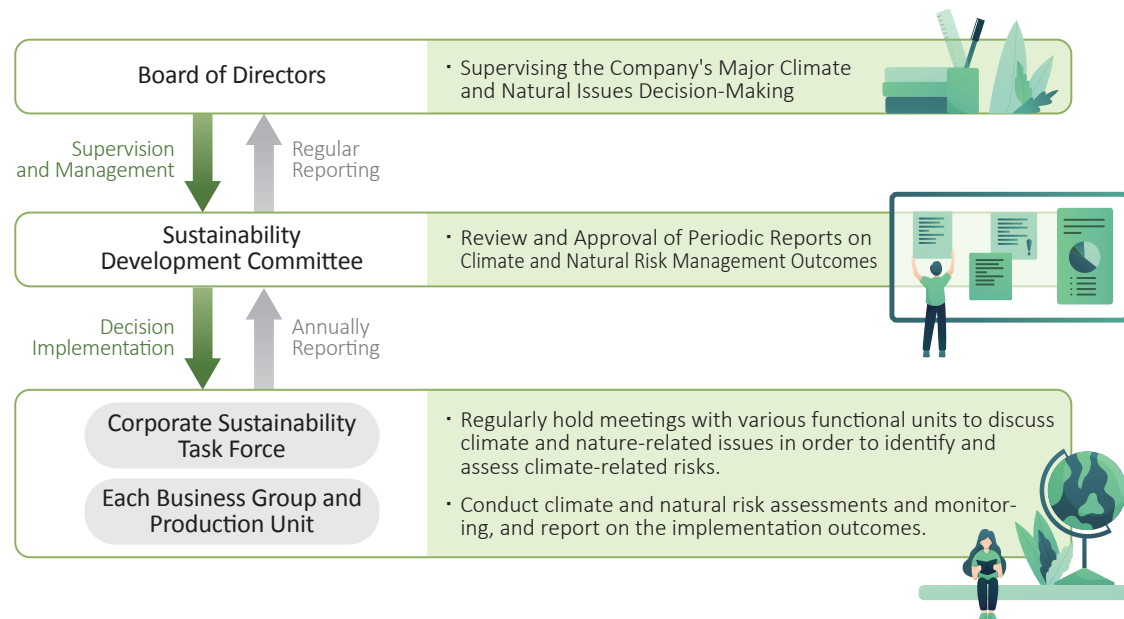 Board of Directors
· Supervising the Company's Major Climate
and Natural Issues Decision-Making
Supervision
and Management
Regular
Reporting
Sustainability
Development Committee
· Review and Approval of Periodic Reports on
Climate and Natural Risk Management Outcomes
Decision
Implementation
Annually
Reporting
Corporate Sustainability
Task Force
Each Business Group and
Production Unit
· Regularly hold meetings with various functional units to discuss
climate and nature-related issues in order to identify and
assess climate-related risks.
· Conduct climate and natural risk assessments and monitor-
ing, and report on the implementation outcomes.